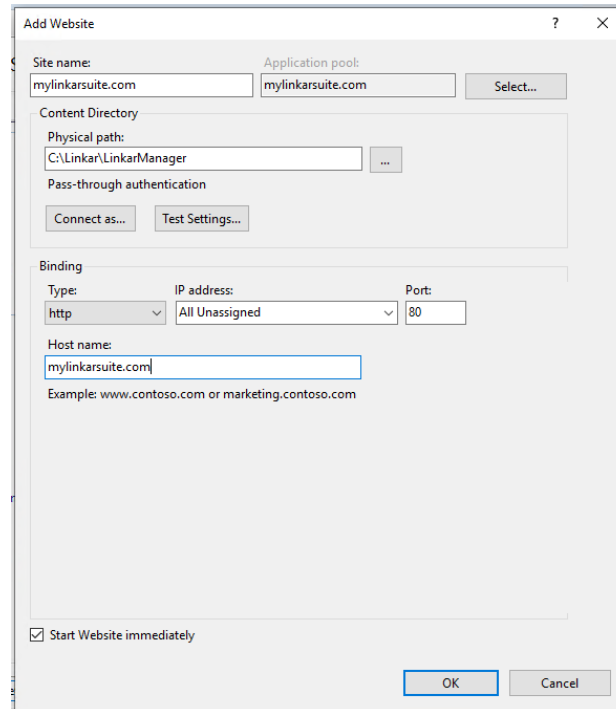 Add Website
? X
Site name: Application pool:
mylinkarsuite.com mylinkarsuite.com Select...
Content Directory
Physical path:
C:\Linkar\LinkarManager ...
Pass-through authentication
Connect as... Test Settings...
Binding
Type: IP address: Port:
http All Unassigned 80
Host name:
mylinkarsuite.com
Example: www.contoso.com or marketing.contoso.com
Start Website immediately
OK Cancel